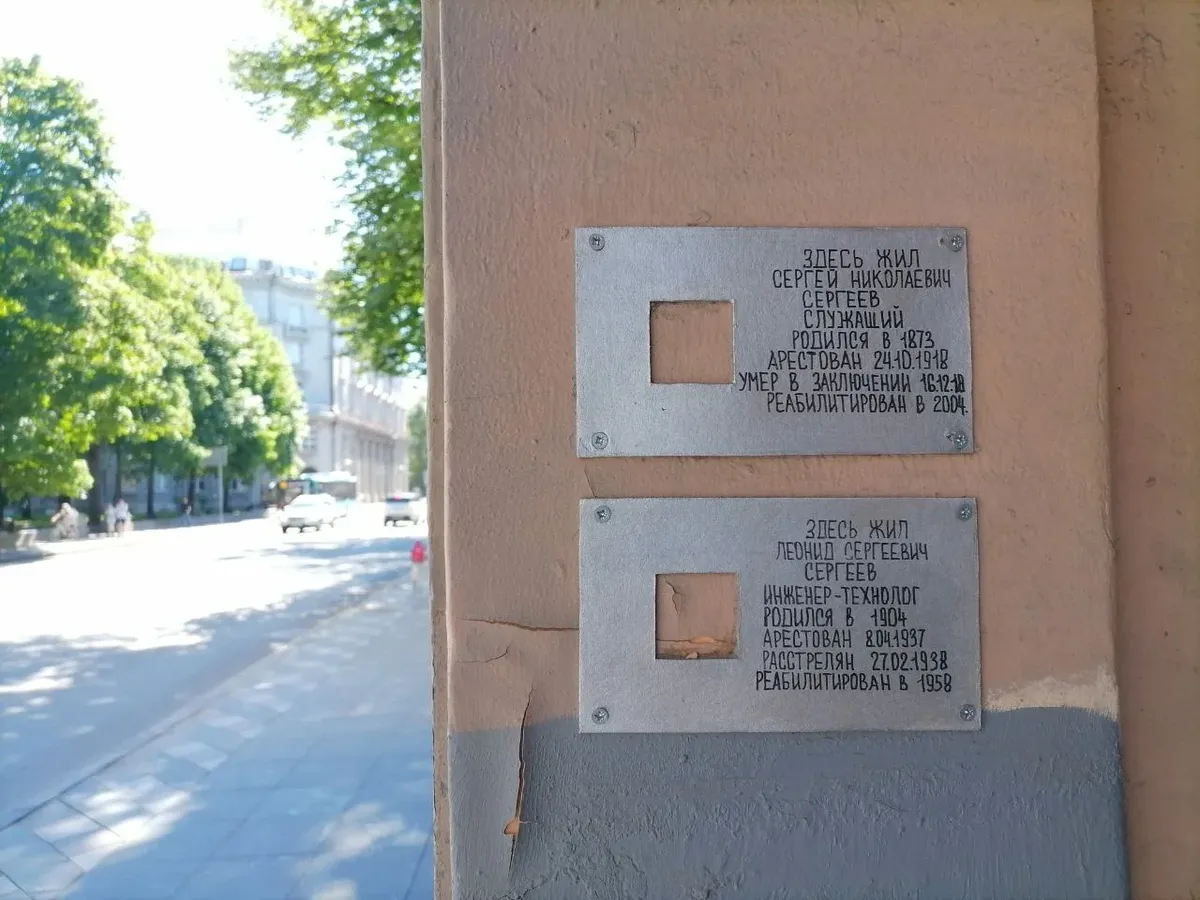 ЗДЕСЬ ЖИЛ
СЕРГЕЙ НИКОЛАЕВИЧ
СЕРГЕЕВ
СЛУЖАЩИЙ
РОДИЛСЯ В 1873
АРЕСТОВАН 24.10.1918
УМЕР В ЗАКЛЮЧЕНИИ 16.12.18
РЕАБИЛИТИРОВАН В 2004.
ЗДЕСЬ ЖИЛ
ЛЕОНИД СЕРГЕЕВИЧ
СЕРГЕЕВ
ИНЖЕНЕР-ТЕХНОЛОГ
РОДИЛСЯ В 1904
АРЕСТОВАН 8.04.1937
РАССТРЕЛЯН 27.02.1938
РЕАБИЛИТИРОВАН В 1958